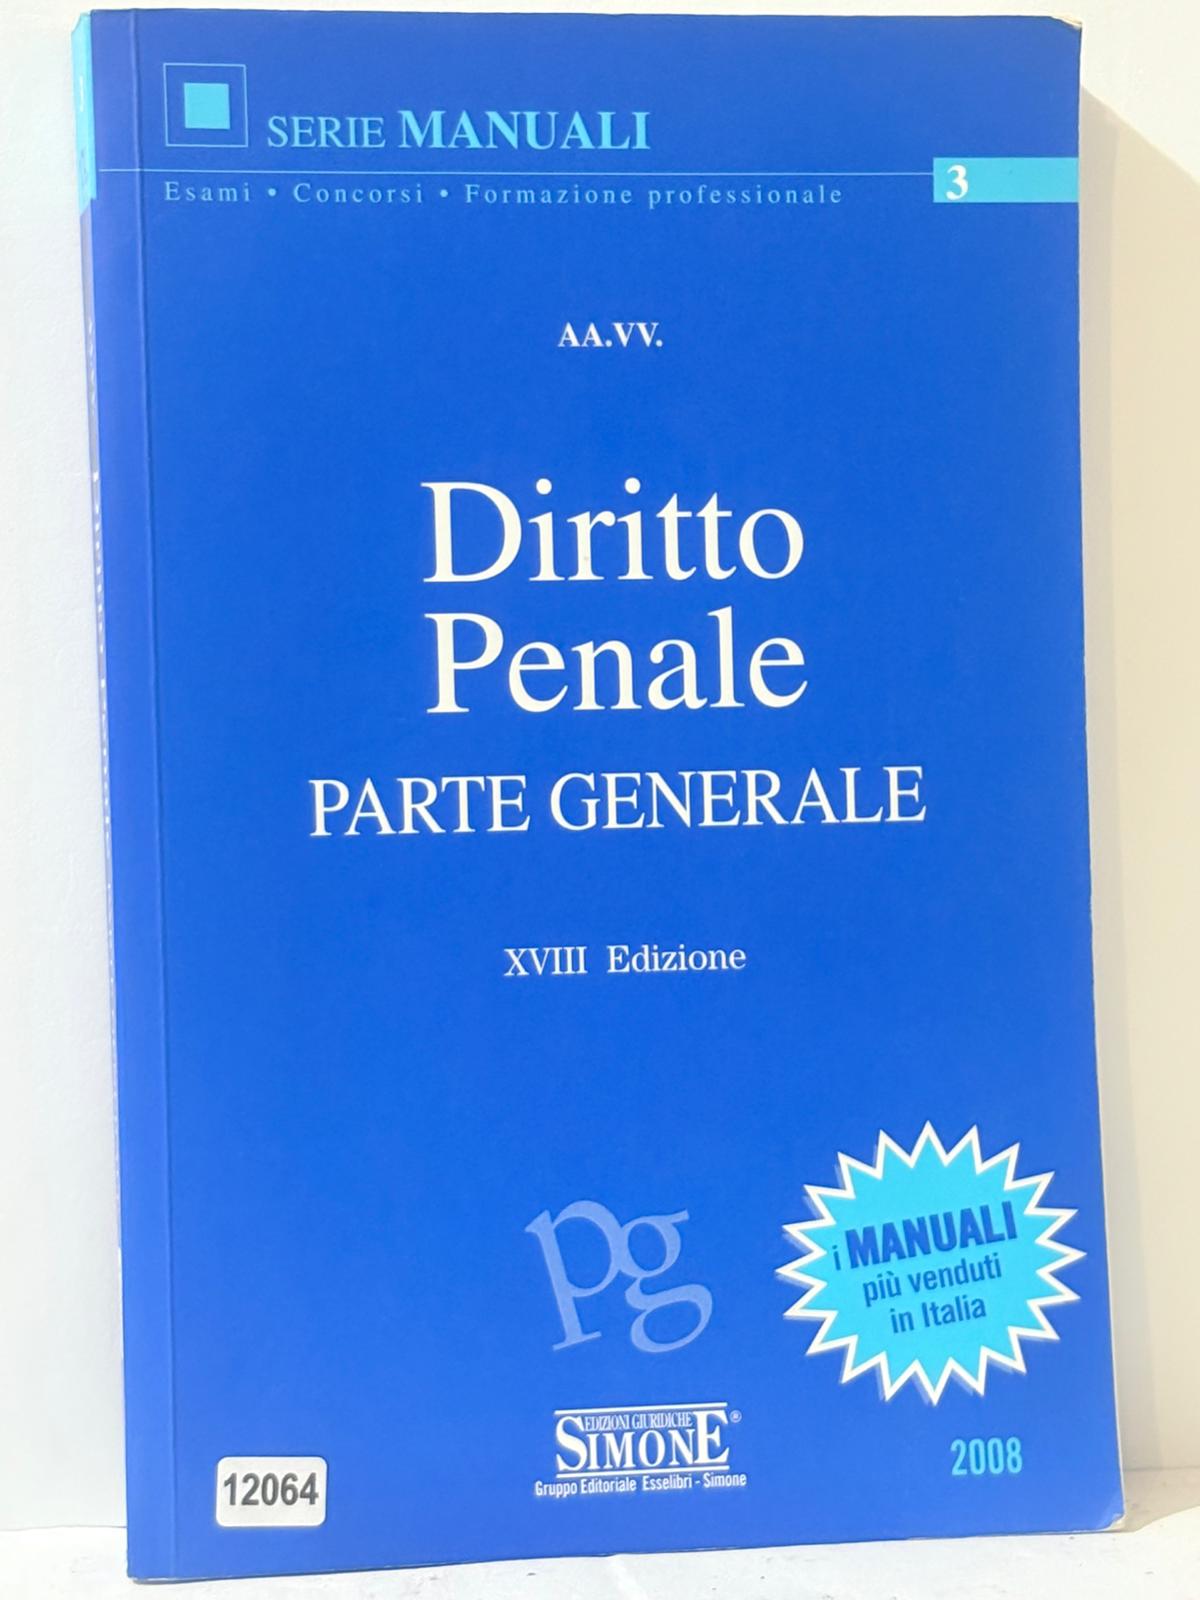 SERIE MANUALI
Esami • Concorsi • Formazione professionale
3
AA.VV.
Diritto
Penale
PARTE GENERALE
XVIII Edizione
pg
i MANUALI
più venduti
in Italia
EDIZIONI GIURIDICHE
SIMONE®
Gruppo Editoriale Esselibri - Simone
2008
12064